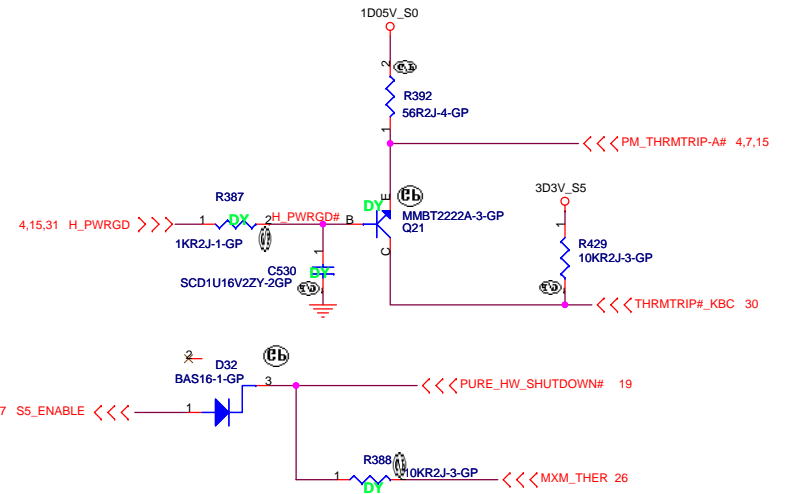 1D05V_S0
2
R392
56R2J-4-GP
1
PM_THRMTRIP-A# 4,7,15
R387
DY
E
3D3V_S5
4,15,31 H_PWRGD
1
DY
2
H_PWRGD#
B
MMBT2222A-3-GP
Q21
1
1KR2J-1-GP
C
R429
10KR2J-3-GP
1
C530
DY
SCD1U16V2ZY-2GP
THRMTRIP#_KBC 30
2
D32
BAS16-1-GP
3
PURE_HW_SHUTDOWN# 19
7 S5_ENABLE
1
R388
1
10KR2J-3-GP
MXM_THER 26
DY